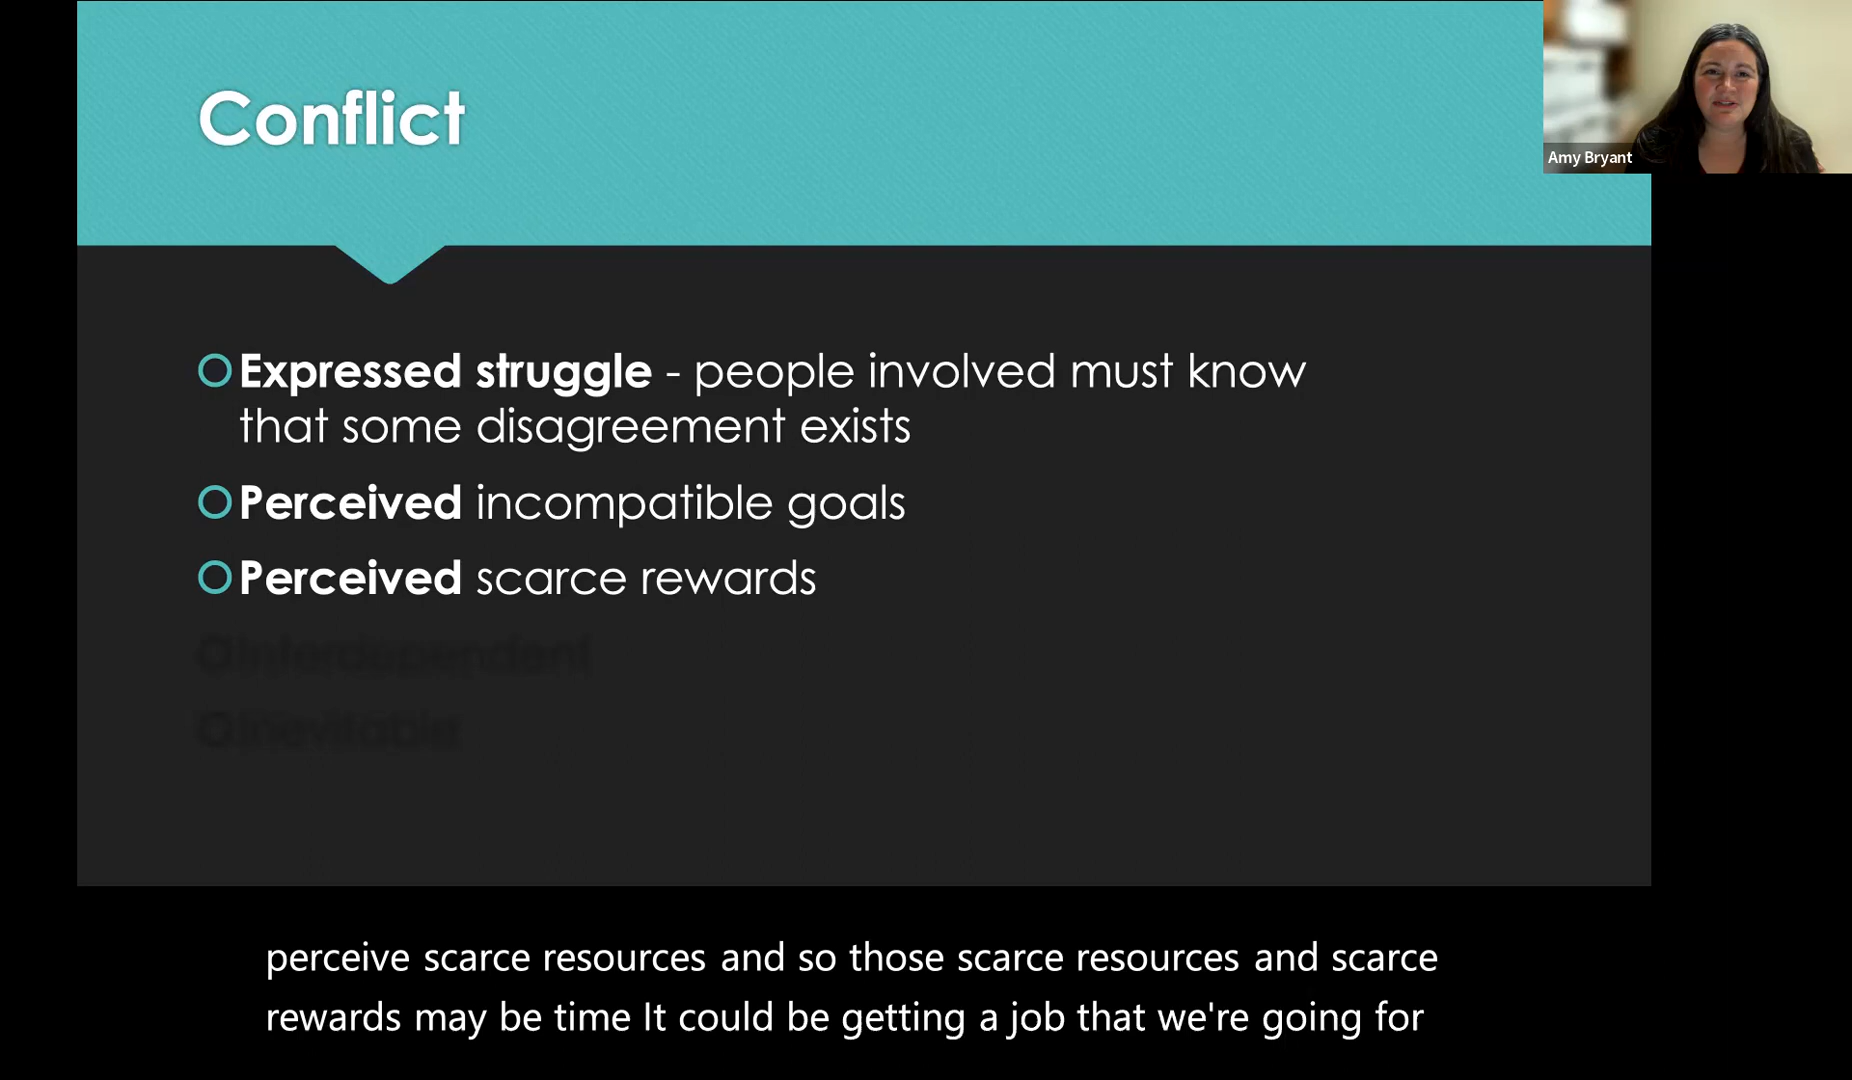 Conflict
Amy Bryant
Expressed struggle - people involved must know
that some disagreement exists
Perceived incompatible goals
Perceived scarce rewards
Interdependent
Inevitable
perceive scarce resources and so those scarce resources and scarce
rewards may be time It could be getting a job that we're going for